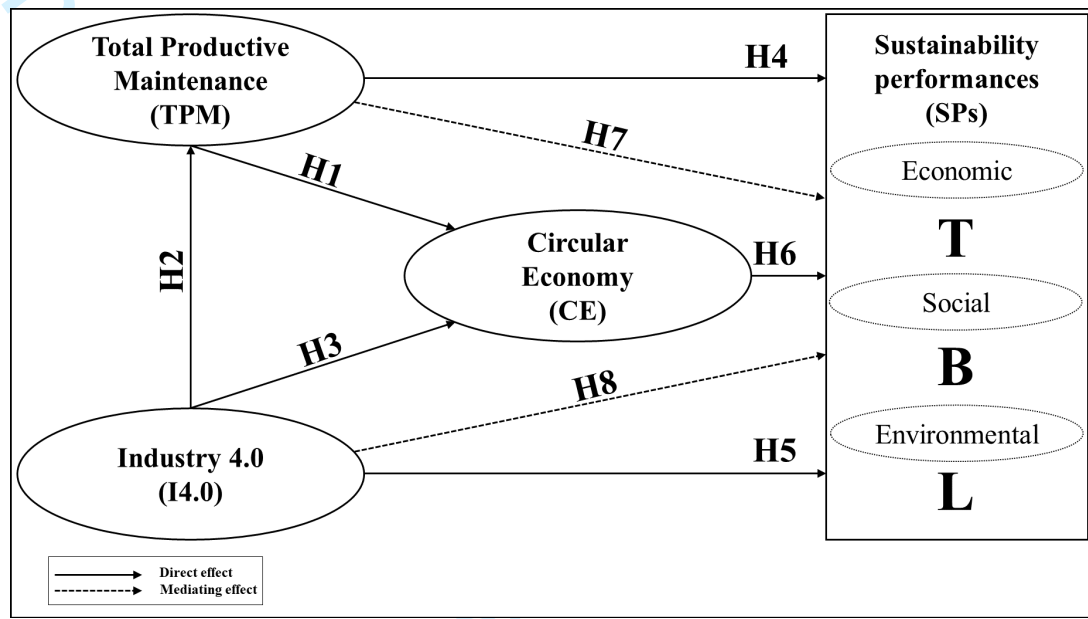 Total Productive
Maintenance
(TPM)
H4
Sustainability
performances
(SPs)
H7
Economic
H1
T
H2
Circular
Economy
(CE)
H6
Social
H3
B
H8
Environmental
Industry 4.0
(I4.0)
H5
L
Direct effect
Mediating effect